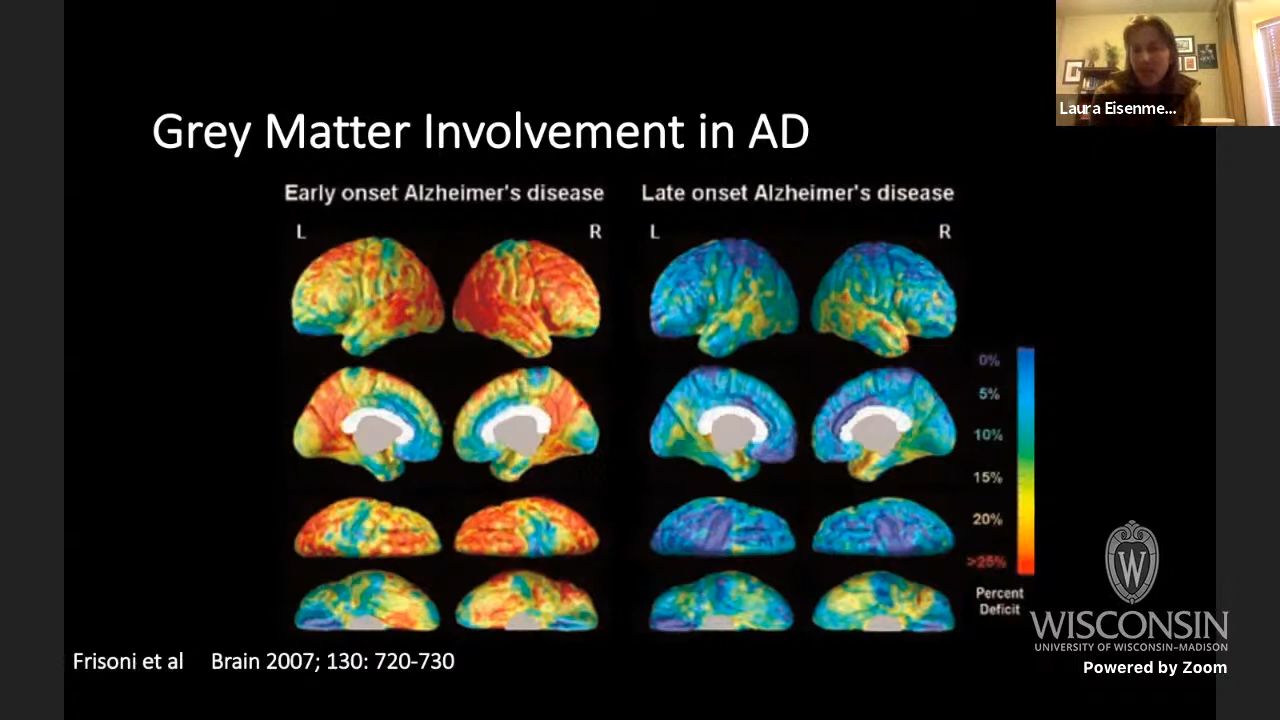 Laura Eisenme...
Grey Matter Involvement in AD
Early onset Alzheimer's disease
Late onset Alzheimer's disease
L
R
L
R
0%
5%
10%
15%
20%
>25%
Percent
Deficit
W
WISCONSIN
UNIVERSITY OF WISCONSIN–MADISON
Powered by Zoom
Frisoni et al Brain 2007; 130: 720-730